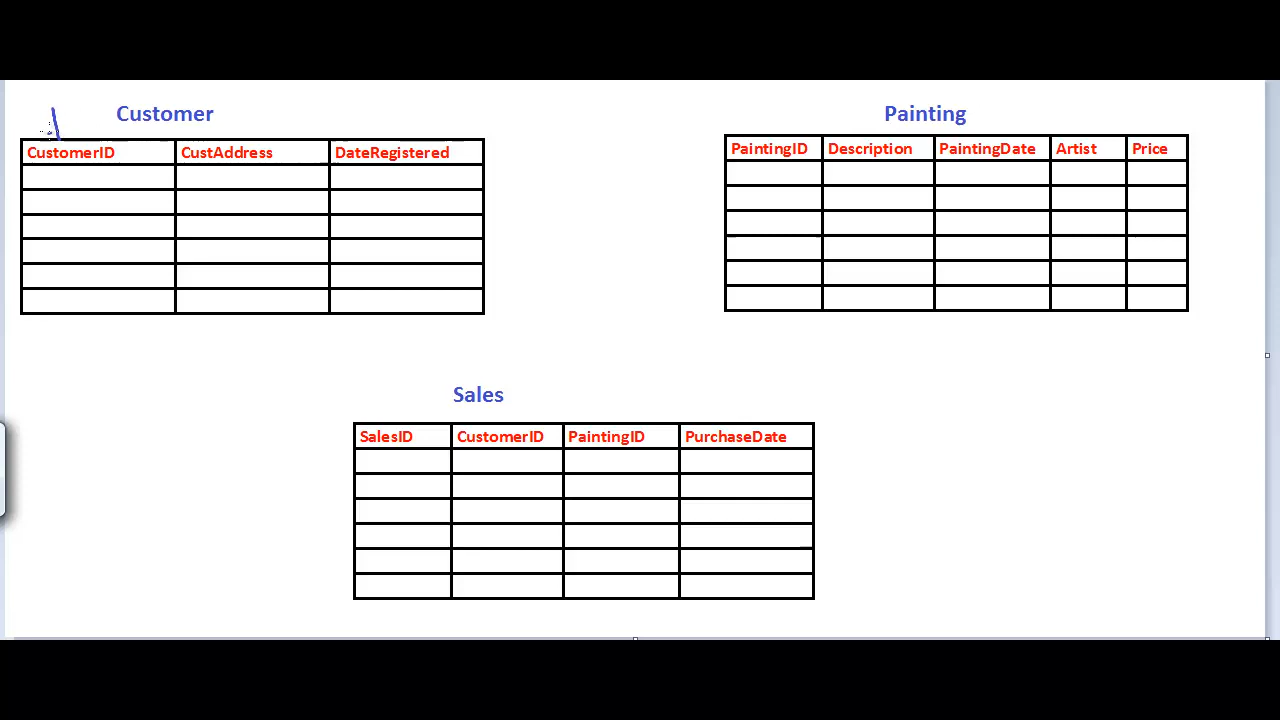 Customer
CustomerID CustAddress DateRegistered
Painting
PaintingID Description PaintingDate Artist Price
Sales
SalesID CustomerID PaintingID PurchaseDate